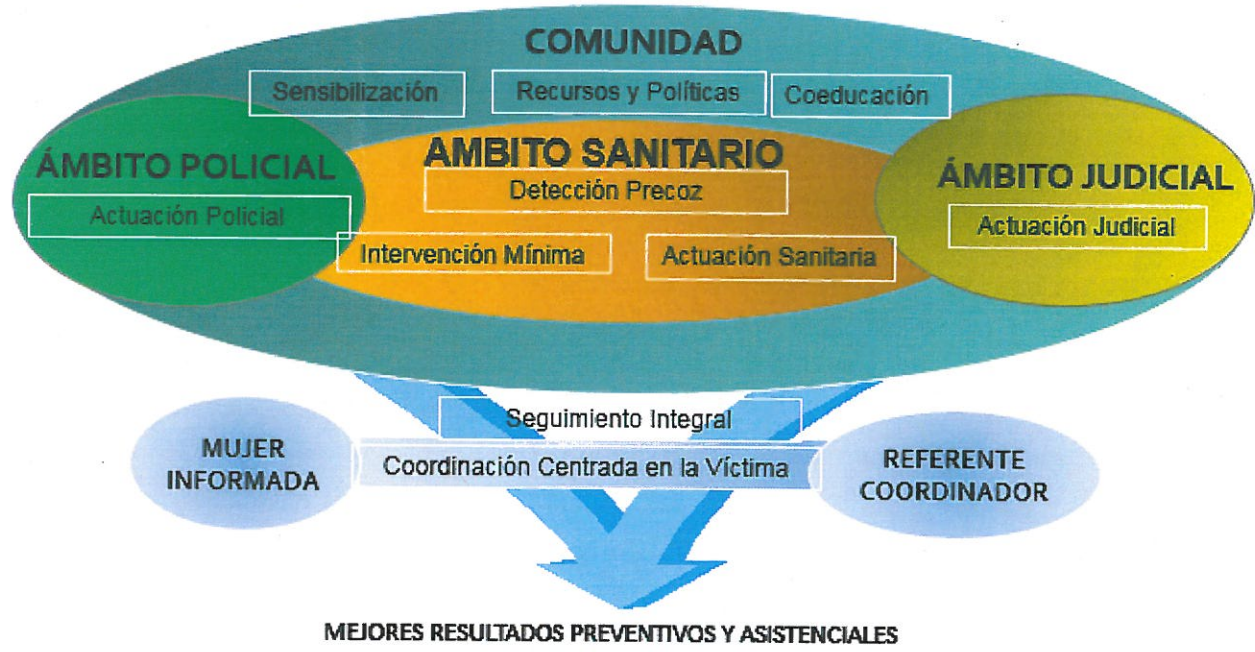 COMUNIDAD
Sensibilización
Recursos y Políticas
Coeducación
ÁMBITO POLICIAL
Actuación Policial
AMBITO SANITARIO
Detección Precoz
Intervención Mínima
Actuación Sanitaria
ÁMBITO JUDICIAL
Actuación Judicial
Seguimiento Integral
MUJER
INFORMADA
Coordinación Centrada en la Víctima
REFERENTE
COORDINADOR
MEJORES RESULTADOS PREVENTIVOS Y ASISTENCIALES